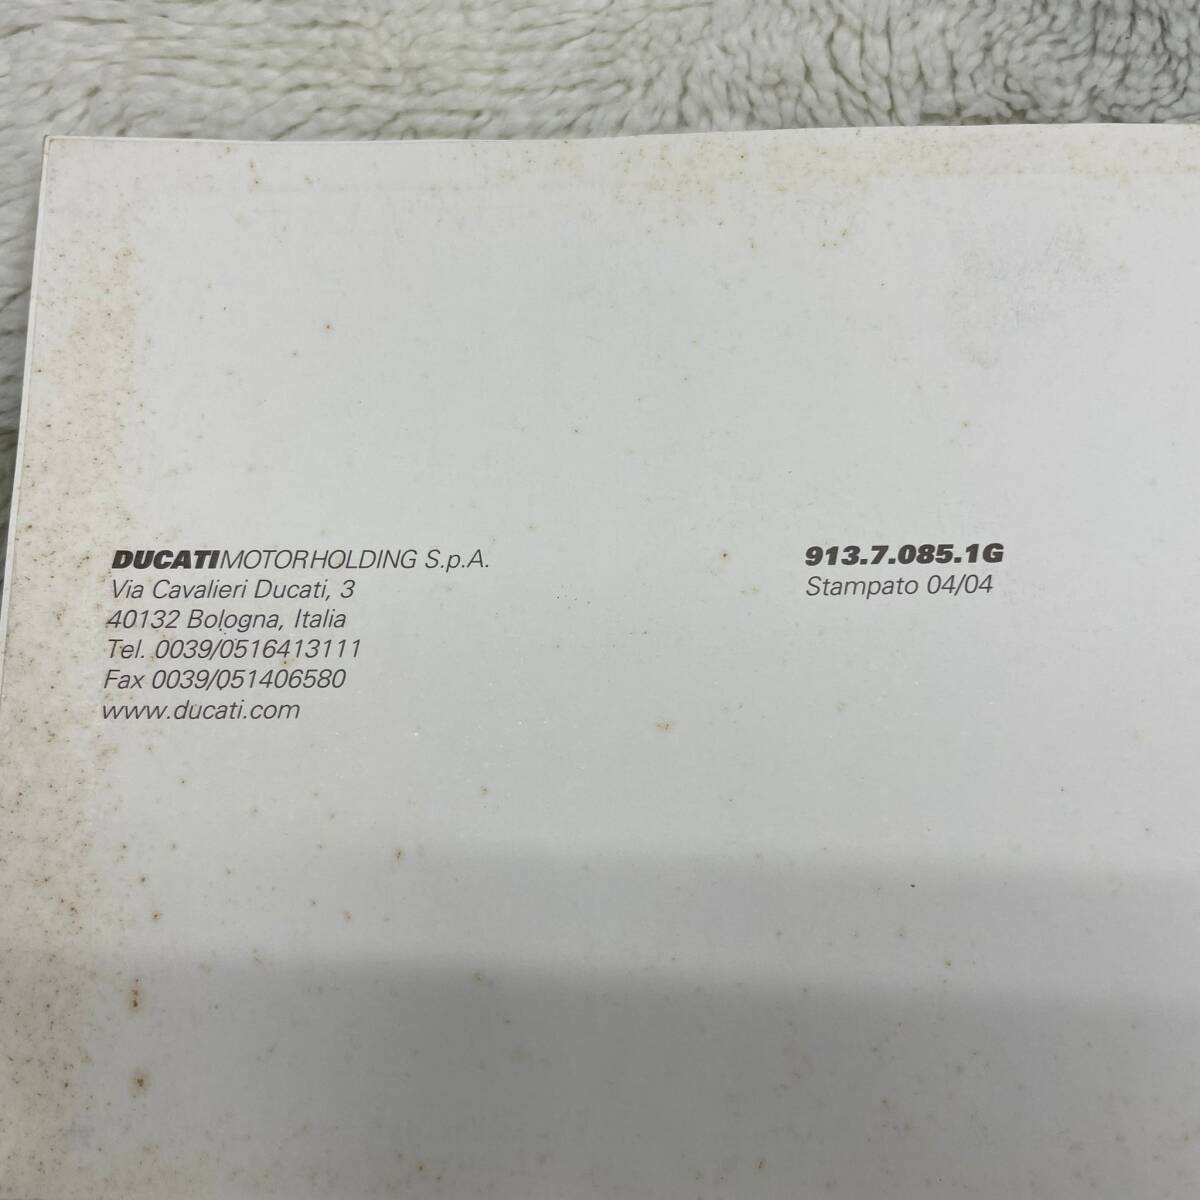 DUCATIMOTORHOLDING S.p.A.
Via Cavalieri Ducati, 3
40132 Bologna, Italia
Tel. 0039/0516413111
Fax 0039/051406580
www.ducati.com
913.7.085.1G
Stampato 04/04